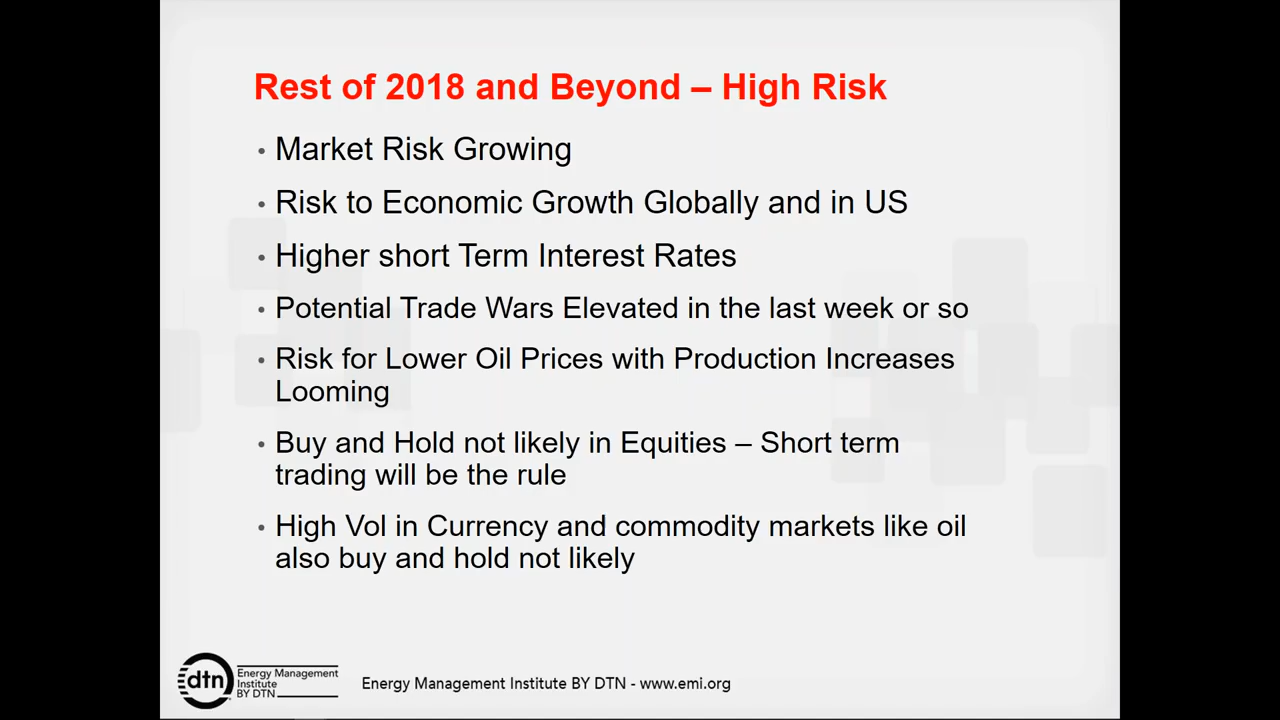 Rest of 2018 and Beyond – High Risk
• Market Risk Growing
• Risk to Economic Growth Globally and in US
• Higher short Term Interest Rates
• Potential Trade Wars Elevated in the last week or so
• Risk for Lower Oil Prices with Production Increases
Looming
• Buy and Hold not likely in Equities – Short term
trading will be the rule
• High Vol in Currency and commodity markets like oil
also buy and hold not likely
dtn
Energy Management
Institute
BY DTN
Energy Management Institute BY DTN - www.emi.org